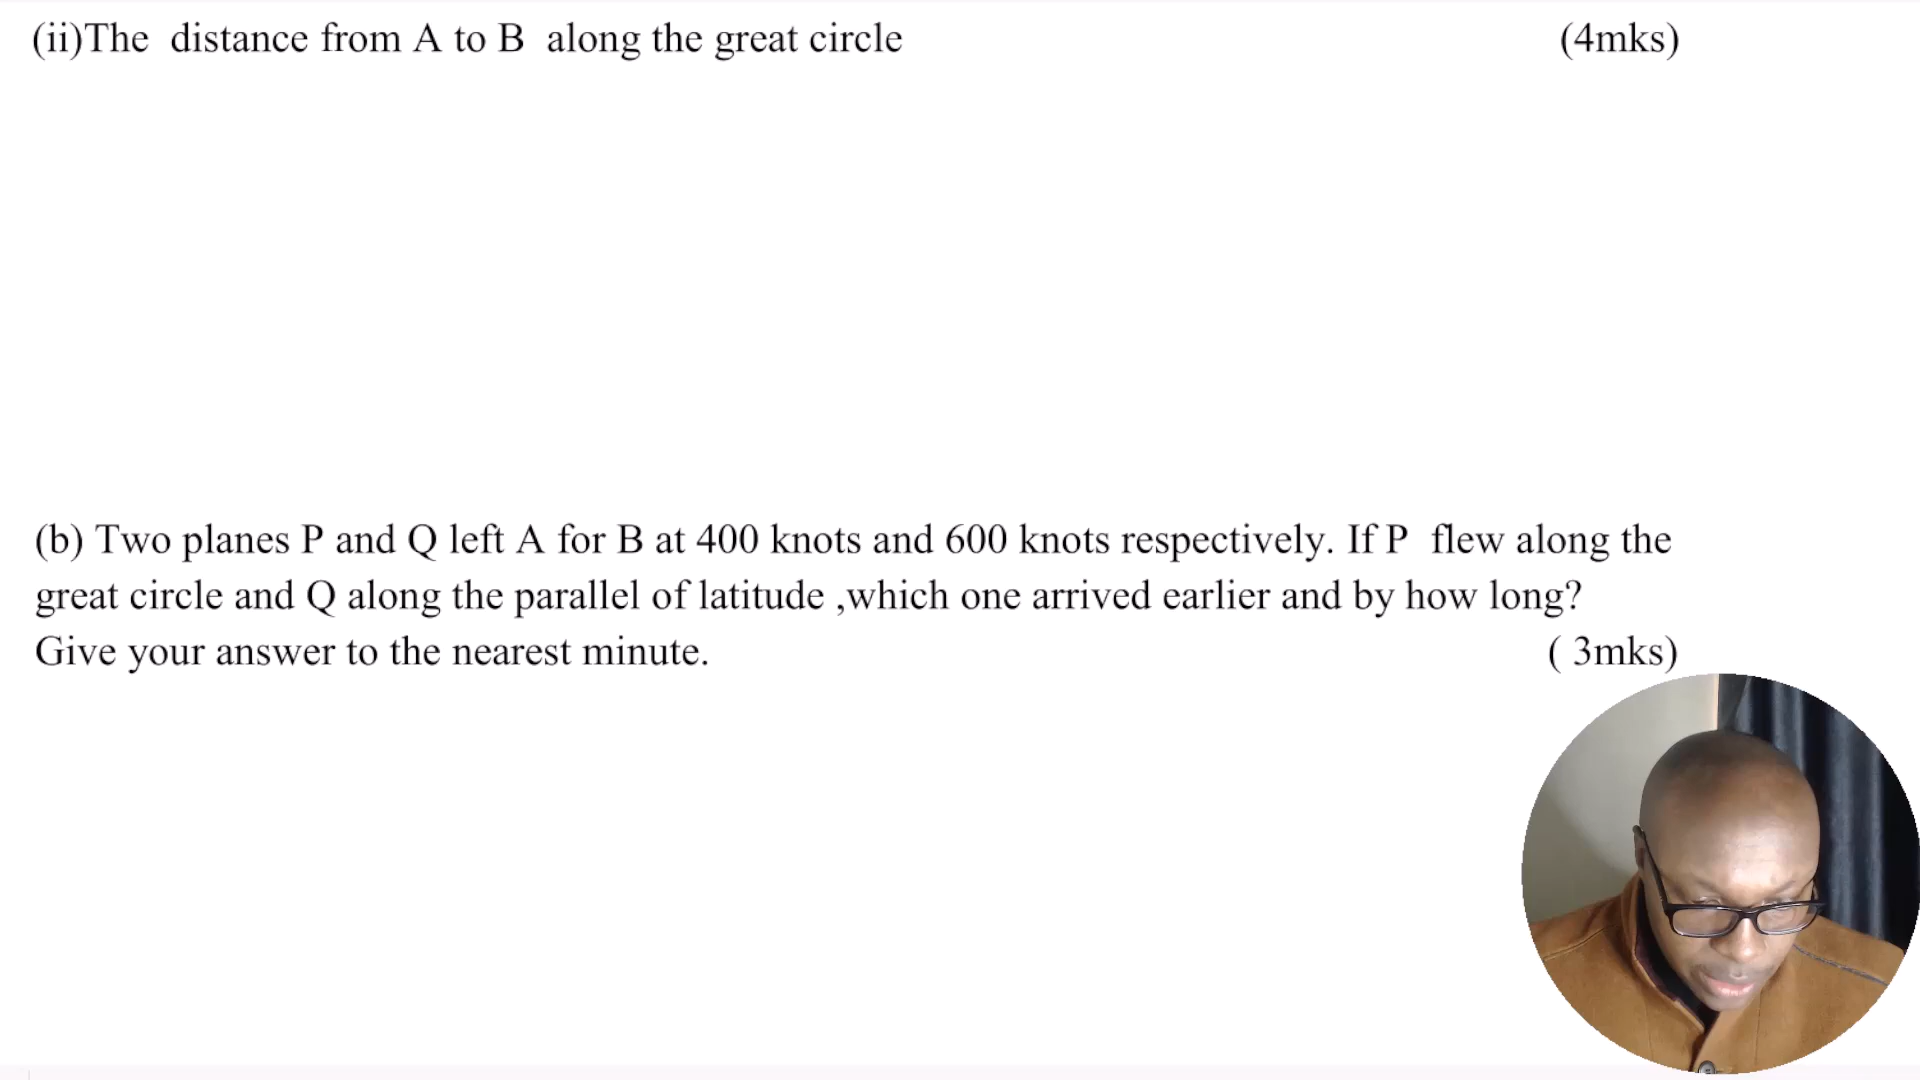 (ii)The distance from A to B along the great circle (4mks)
(b) Two planes P and Q left A for B at 400 knots and 600 knots respectively. If P flew along the
great circle and Q along the parallel of latitude ,which one arrived earlier and by how long?
Give your answer to the nearest minute. ( 3mks)